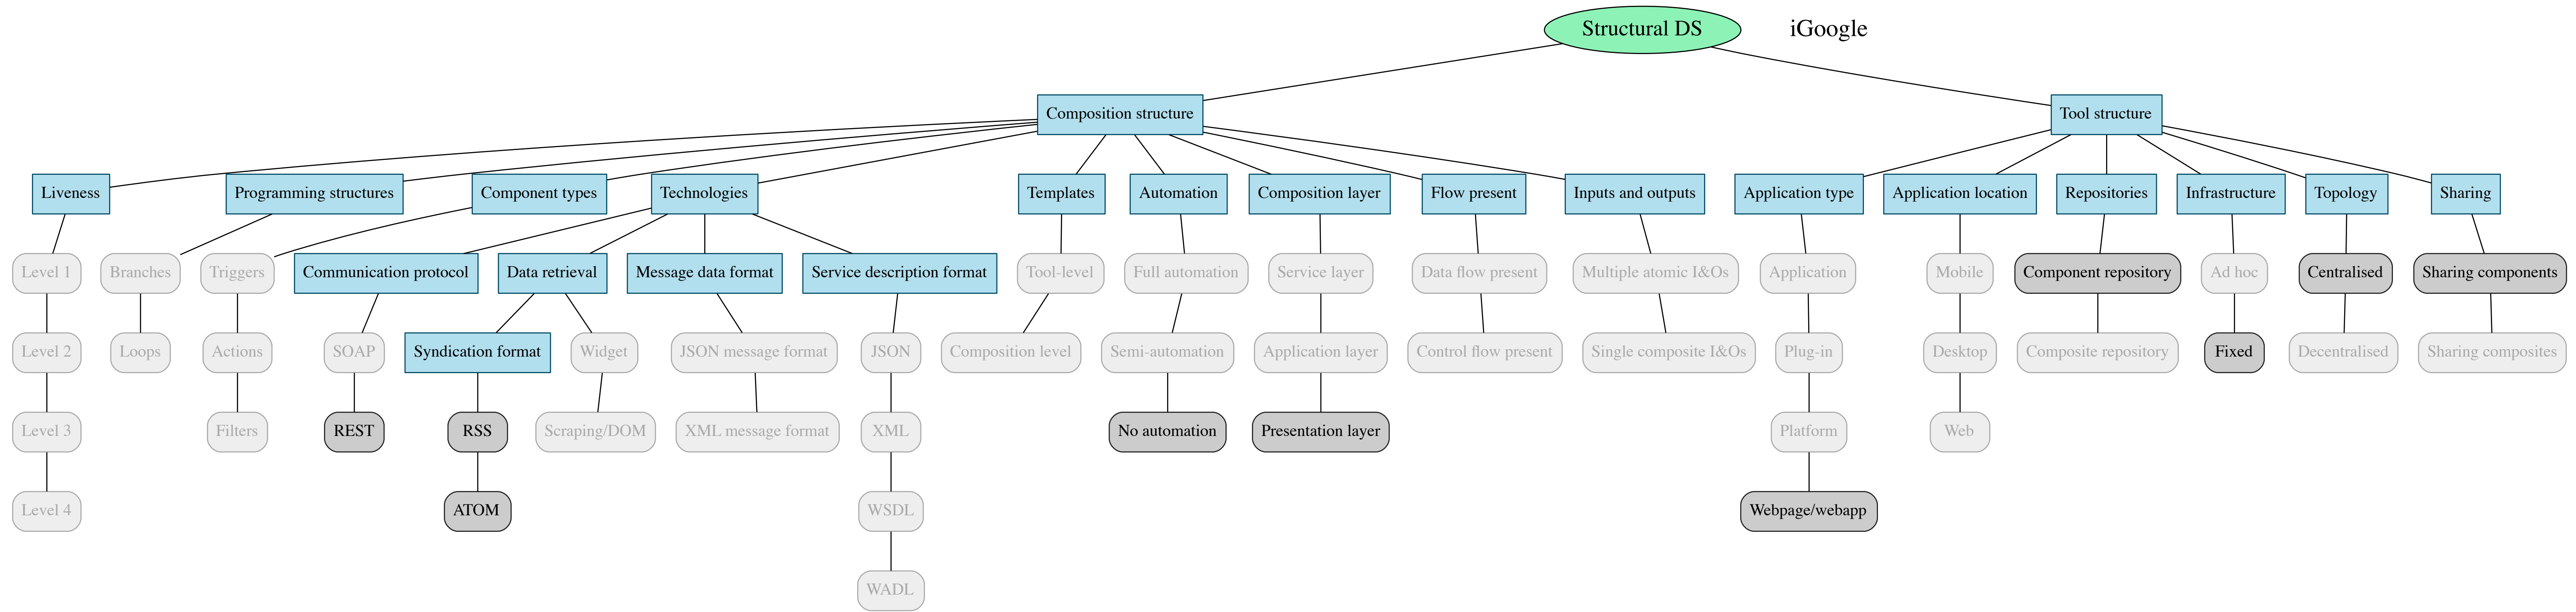 Structural DS
iGoogle
Composition structure
Tool structure
Liveness
Programming structures
Component types
Technologies
Templates
Automation
Composition layer
Flow present
Inputs and outputs
Application type
Application location
Repositories
Infrastructure
Topology
Sharing
Level 1
Branches
Triggers
Communication protocol
Data retrieval
Message data format
Service description format
Tool-level
Full automation
Service layer
Data flow present
Multiple atomic I&Os
Application
Mobile
Component repository
Ad hoc
Centralised
Sharing components
Level 2
Loops
Actions
SOAP
Syndication format
Widget
JSON message format
JSON
Composition level
Semi-automation
Application layer
Control flow present
Single composite I&Os
Plug-in
Desktop
Composite repository
Fixed
Decentralised
Sharing composites
Level 3
Filters
REST
RSS
Scraping/DOM
XML message format
XML
No automation
Presentation layer
Platform
Web
Level 4
ATOM
WSDL
Webpage/webapp
WADL